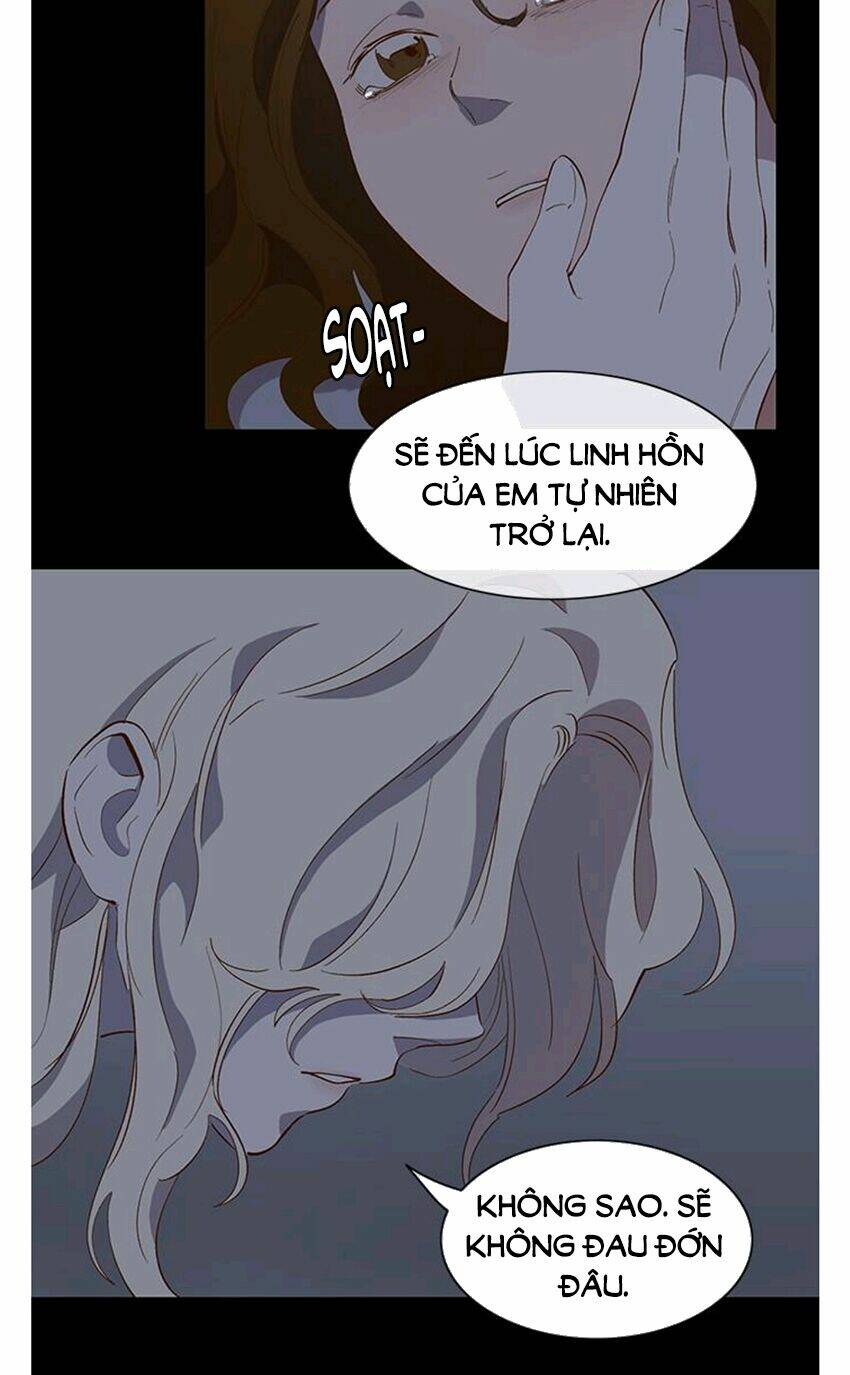 SOẠT-
SẼ ĐẾN LÚC LINH HỒN
CỦA EM TỰ NHIÊN
TRỞ LẠI.
KHÔNG SAO. SẼ
KHÔNG ĐAU ĐỚN
ĐÂU.